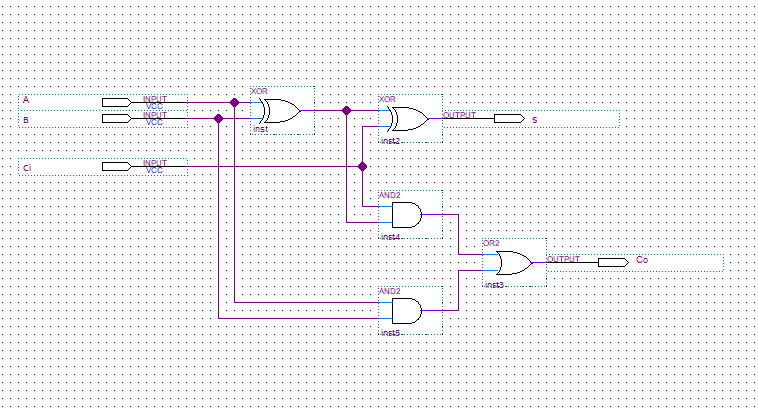 XOR
XOR
A INPUT
VCC
OUTPUT S
B INPUT
VCC
inst
inst2
Ci INPUT
VCC
AND2
inst4
OR2
OUTPUT Co
inst3
AND2
inst5